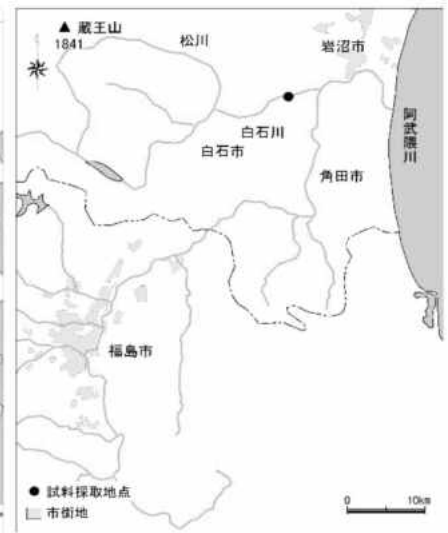 ▲ 蔵王山
1841
松川
岩沼市
阿武隈川
白石川
白石市
角田市
福島市
● 試料採取地点
市街地
0 10km